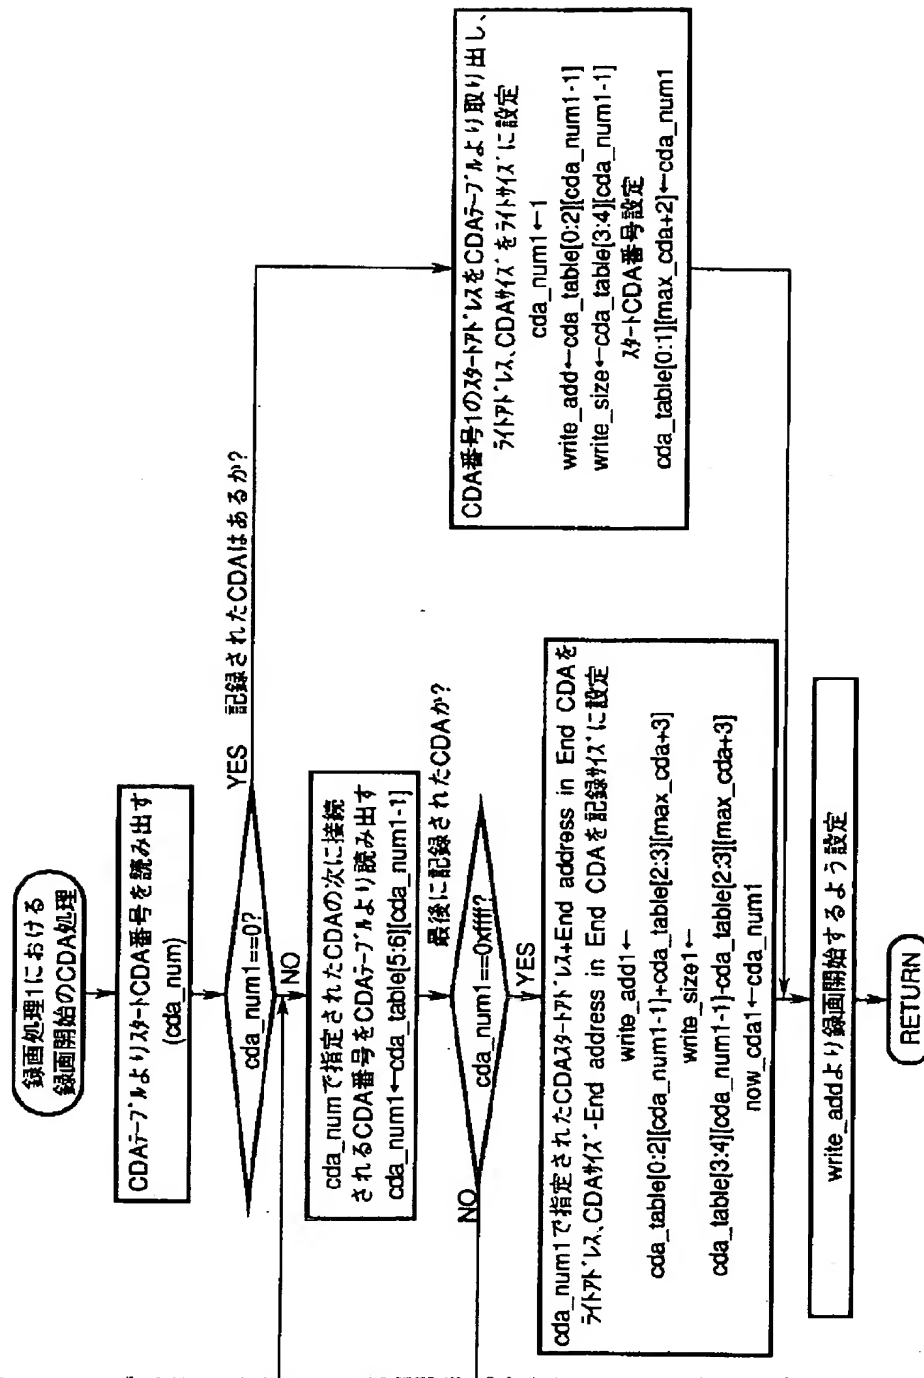 録画処理1における
録画開始のCDA処理
CDAテーブルよりスタートCDA番号を読み出す
(cda_num)
cda_num1==0?
YES
記録されたCDAはあるか?
NO
cda_numで指定されたCDAの次に接続
されるCDA番号をCDAテーブルより読み出す
cda_num1←cda_table[5:6][cda_num1-1]
最後に記録されたCDAか?
cda_num1==0xffff?
NO
YES
cda_num1で指定されたCDAスタートアドレス+End address in End CDAを
ライトアドレス、CDAサイズ-End address in End CDAを記録サイズに設定
write_add1←
cda_table[0:2][cda_num1-1]+cda_table[2:3][max_cda+3]
write_size1←
cda_table[3:4][cda_num1-1]-cda_table[2:3][max_cda+3]
now_cda1←cda_num1
CDA番号1のスタートアドレスをCDAテーブルより取り出し、
ライトアドレス、CDAサイズをライトサイズに設定
cda_num1←1
write_add←cda_table[0:2][cda_num1-1]
write_size←cda_table[3:4][cda_num1-1]
スタートCDA番号設定
cda_table[0:1][max_cda+2]←cda_num1
write_addより録画開始するよう設定
RETURN